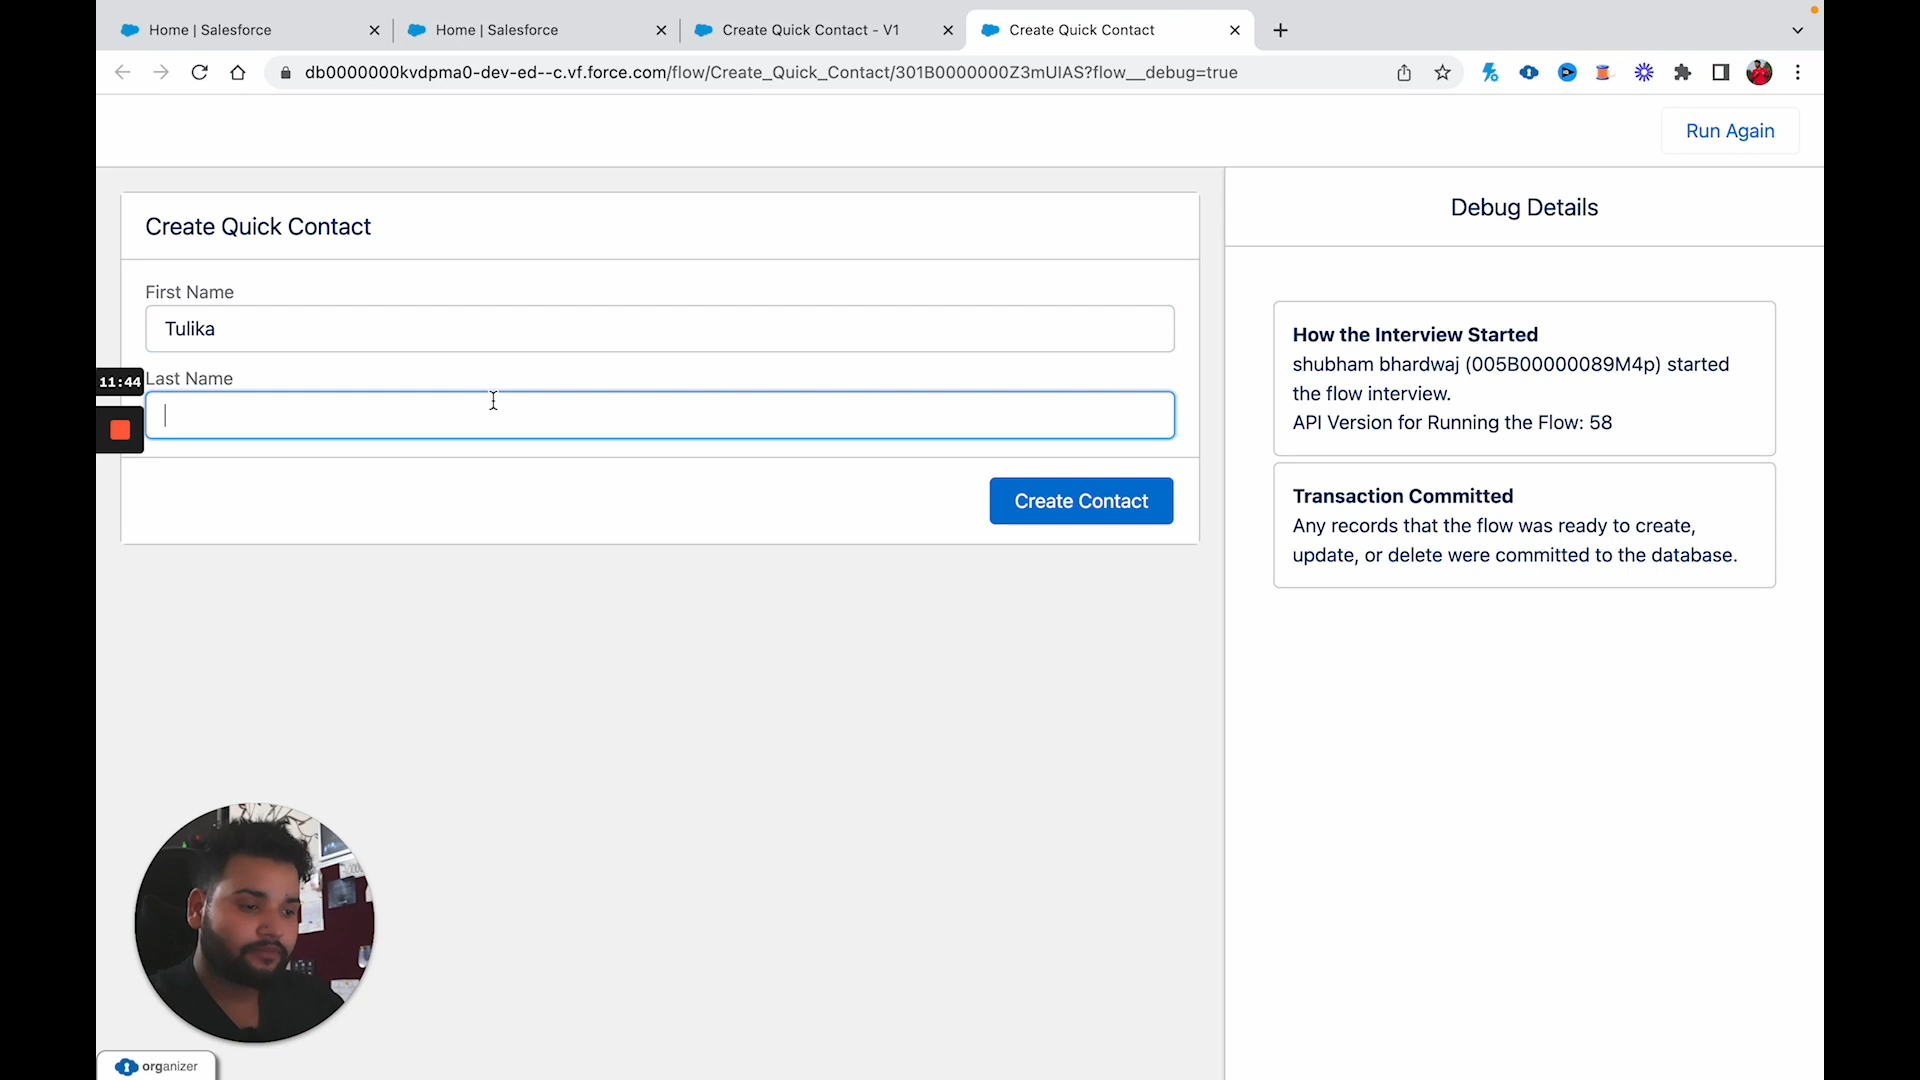 Home | Salesforce
Home | Salesforce
Create Quick Contact - V1
Create Quick Contact
db0000000kvdpma0-dev-ed--c.vf.force.com/flow/Create_Quick_Contact/301B0000000Z3mUIAS?flow__debug=true
Run Again
Create Quick Contact
First Name
Tulika
11:44
Last Name
Create Contact
Debug Details
How the Interview Started
shubham bhardwaj (005B00000089M4p) started
the flow interview.
API Version for Running the Flow: 58
Transaction Committed
Any records that the flow was ready to create,
update, or delete were committed to the database.
organizer